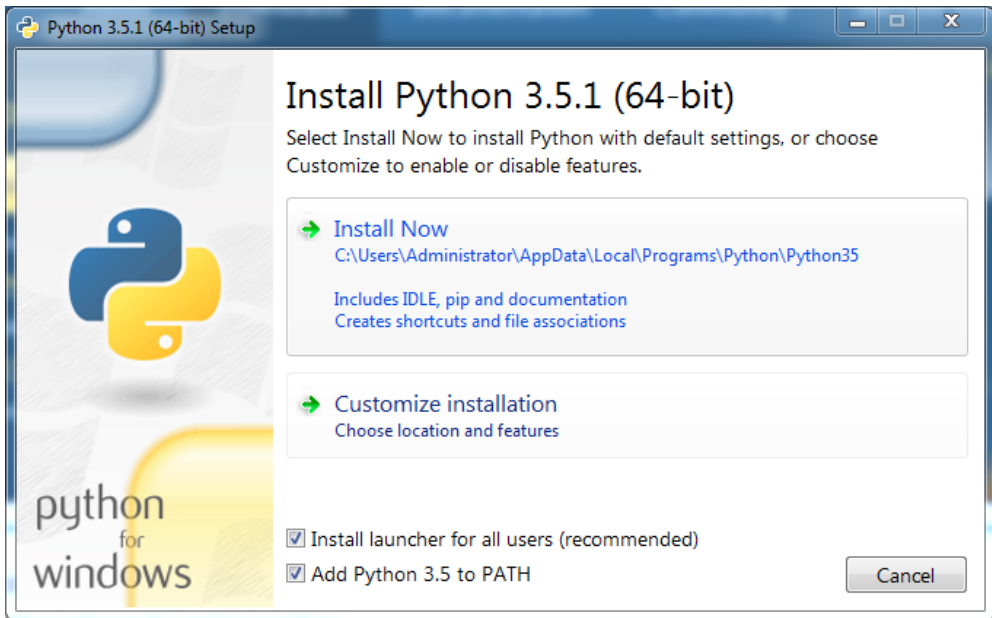 Python 3.5.1 (64-bit) Setup
Install Python 3.5.1 (64-bit)
Select Install Now to install Python with default settings, or choose
Customize to enable or disable features.
Install Now
C:\Users\Administrator\AppData\Local\Programs\Python\Python35
Includes IDLE, pip and documentation
Creates shortcuts and file associations
Customize installation
Choose location and features
python
for
windows
Install launcher for all users (recommended)
Add Python 3.5 to PATH
Cancel